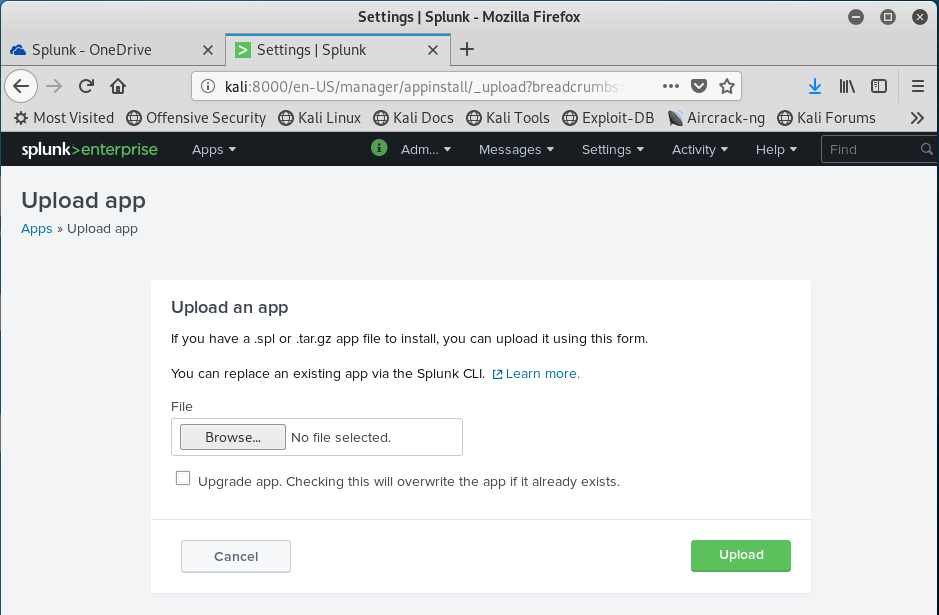 Settings | Splunk - Mozilla Firefox
Splunk - OneDrive
Settings | Splunk
kali:8000/en-US/manager/appinstall/_upload?breadcrumbs=
Most Visited Offensive Security Kali Linux Kali Docs Kali Tools Exploit-DB Aircrack-ng Kali Forums
splunk>enterprise Apps Adm... Messages Settings Activity Help Find
Upload app
Apps » Upload app
Upload an app
If you have a .spl or .tar.gz app file to install, you can upload it using this form.
You can replace an existing app via the Splunk CLI. Learn more.
File
Browse... No file selected.
Upgrade app. Checking this will overwrite the app if it already exists.
Cancel Upload